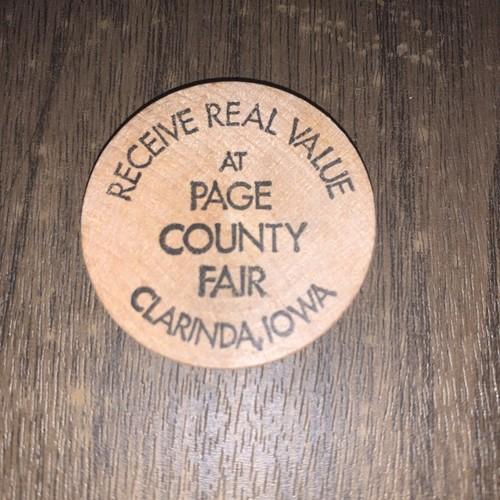 RECEIVE REAL VALUE
AT
PAGE
COUNTY
FAIR
CLARINDA, IOWA